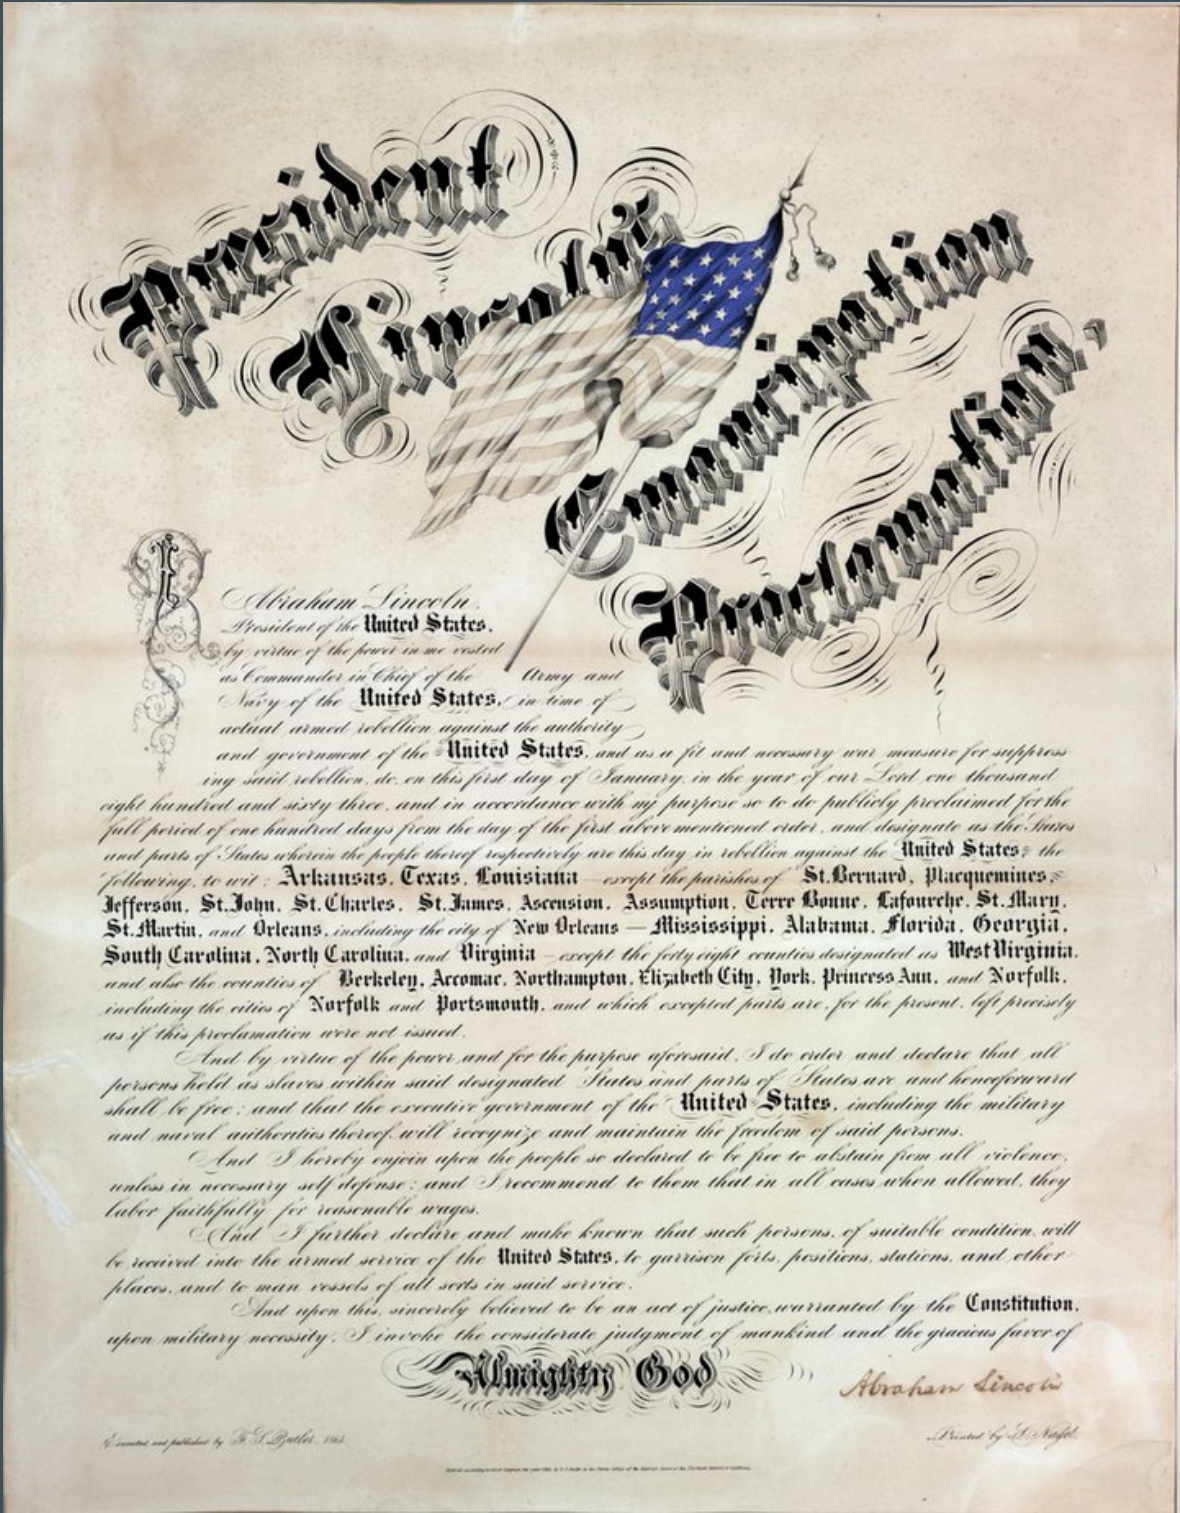 President
Lincoln's
Emancipation
Proclamation.
I
Abraham Lincoln,
President of the United States,
by virtue of the power in me vested
as Commander in Chief of the Army and
Navy of the United States, in time of
actual armed rebellion against the authority
and government of the United States, and as a fit and necessary war measure for suppress-
ing said rebellion, do, on this first day of January, in the year of our Lord one thousand
eight hundred and sixty three, and in accordance with my purpose so to do publicly proclaimed for the
full period of one hundred days from the day of the first above mentioned order, and designate as the States
and parts of States wherein the people thereof respectively are this day in rebellion against the United States; the
following, to wit: Arkansas, Texas, Louisiana — except the parishes of St. Bernard, Placquemines,
Jefferson, St. John, St. Charles, St. James, Ascension, Assumption, Terre Bonne, Lafourche, St. Mary,
St. Martin, and Orleans, including the city of New Orleans — Mississippi, Alabama, Florida, Georgia,
South Carolina, North Carolina, and Virginia — except the forty eight counties designated as West Virginia,
and also the counties of Berkeley, Accomac, Northampton, Elizabeth City, York, Princess Ann, and Norfolk,
including the cities of Norfolk and Portsmouth, and which excepted parts are, for the present, left precisely
as if this proclamation were not issued.
And by virtue of the power and for the purpose aforesaid, I do order and declare that all
persons held as slaves within said designated States and parts of States are and henceforward
shall be free; and that the executive government of the United States, including the military
and naval authorities thereof, will recognize and maintain the freedom of said persons.
And I hereby enjoin upon the people so declared to be free to abstain from all violence,
unless in necessary self defense; and I recommend to them that in all cases when allowed, they
labor faithfully for reasonable wages.
And I further declare and make known that such persons, of suitable condition, will
be received into the armed service of the United States, to garrison forts, positions, stations, and other
places, and to man vessels of all sorts in said service.
And upon this, sincerely believed to be an act of justice, warranted by the Constitution,
upon military necessity, I invoke the considerate judgment of mankind and the gracious favor of
Almighty God
Abraham Lincoln
Executed and published by F. S. Butler.
Printed by L. Nagel.